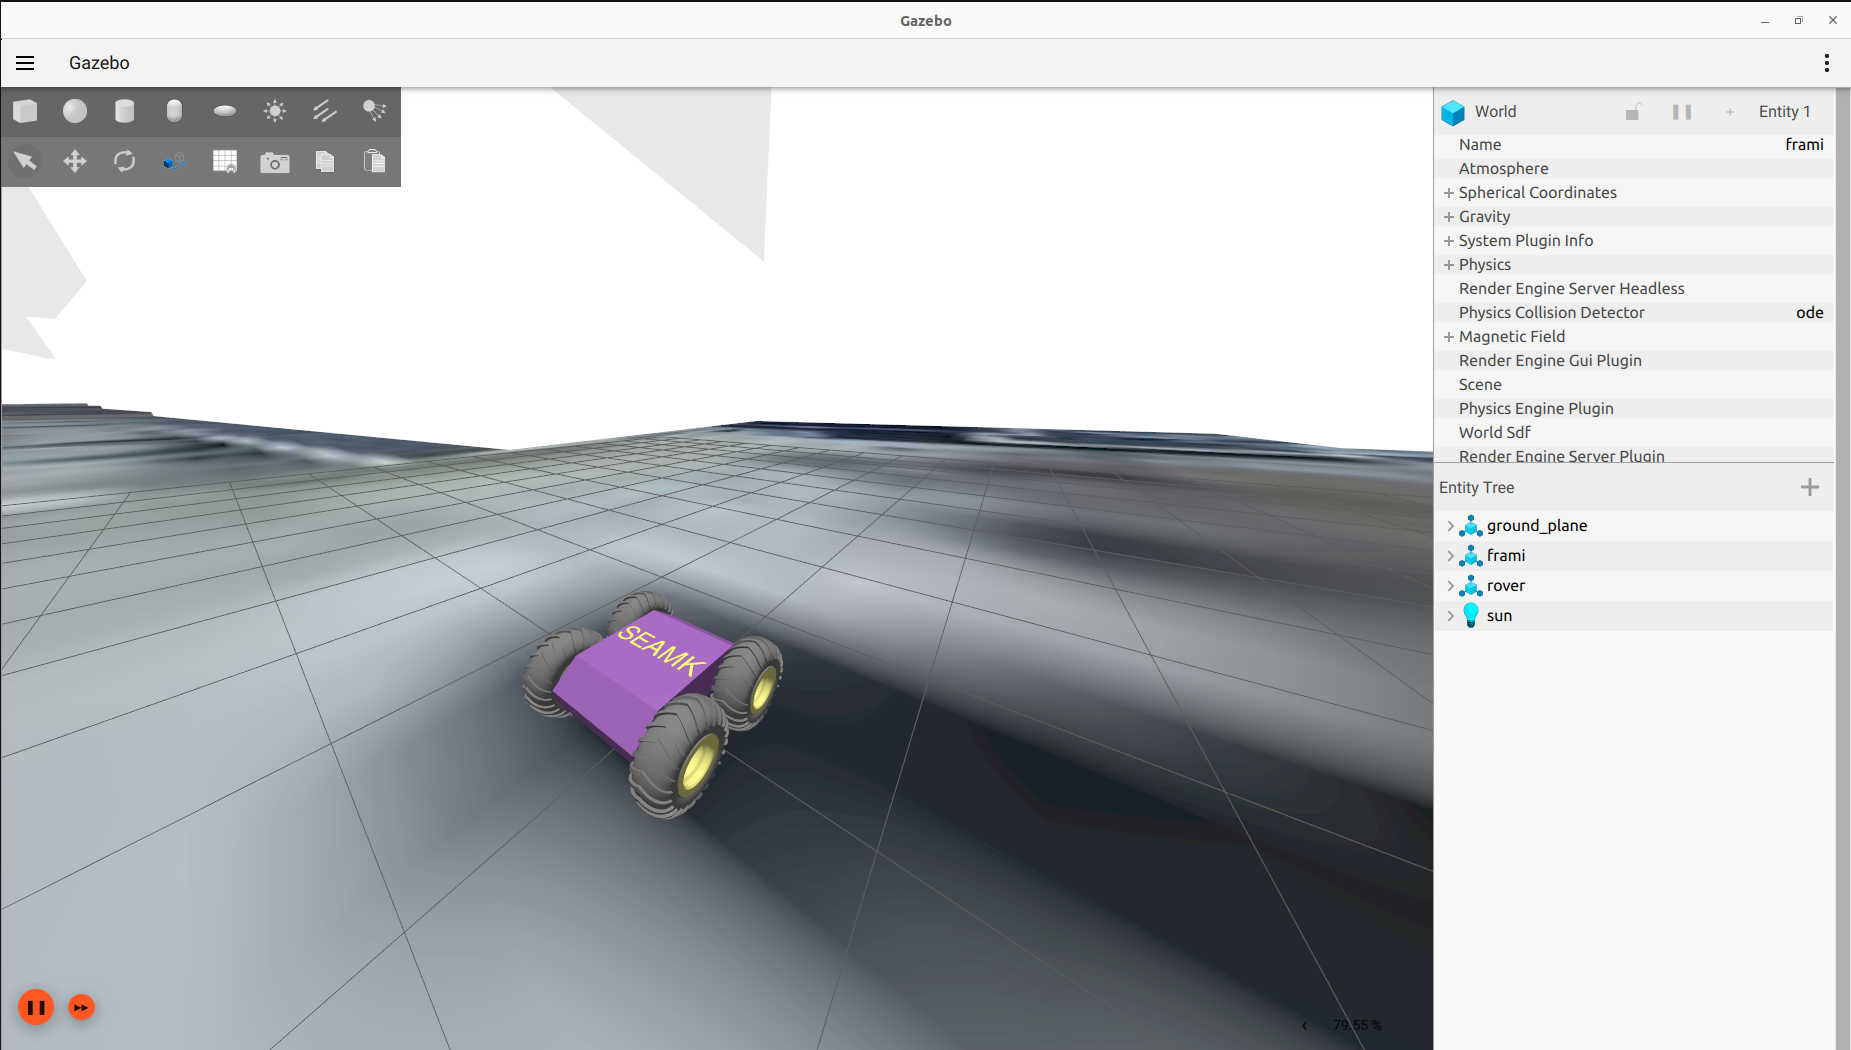 Gazebo
Gazebo
World
Entity 1
Name
frami
Atmosphere
Spherical Coordinates
Gravity
System Plugin Info
Physics
Render Engine Server Headless
Physics Collision Detector
ode
Magnetic Field
Render Engine Gui Plugin
Scene
Physics Engine Plugin
World Sdf
Render Engine Server Plugin
Entity Tree
ground_plane
frami
rover
sun
SEAMK
79.55 %